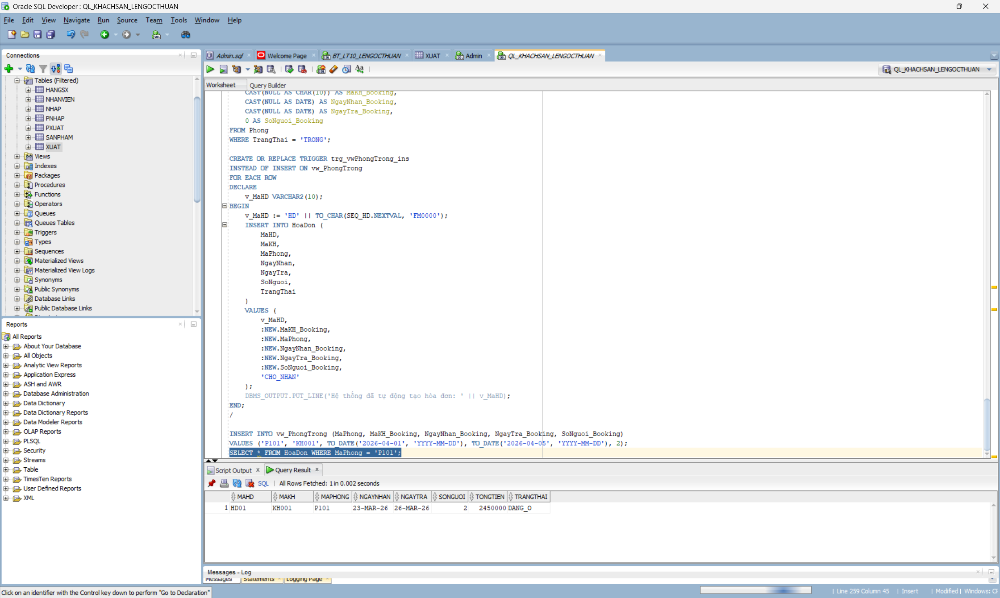 Oracle SQL Developer : QL_KHACHSAN_LENGOCTHUAN
File Edit View Navigate Run Source Team Tools Window Help
Connections
Tables (Filtered)
HANGSX
NHANVIEN
NHAP
PNHAP
PXUAT
SANPHAM
XUAT
Views
Indexes
Packages
Procedures
Functions
Operators
Queues
Queues Tables
Triggers
Types
Sequences
Materialized Views
Materialized View Logs
Synonyms
Public Synonyms
Database Links
Public Database Links
Reports
All Reports
About Your Database
All Objects
Analytic View Reports
Application Express
ASH and AWR
Database Administration
Data Dictionary
Data Dictionary Reports
Data Modeler Reports
OLAP Reports
PLSQL
Security
Streams
Table
TimesTen Reports
User Defined Reports
XML
Admin.sql Welcome Page BT_LT10_LENGOCTHUAN XUAT Admin QL_KHACHSAN_LENGOCTHUAN
QL_KHACHSAN_LENGOCTHUAN
Worksheet Query Builder
CAST(NULL AS CHAR(10)) AS MaKH_Booking,
CAST(NULL AS DATE) AS NgayNhan_Booking,
CAST(NULL AS DATE) AS NgayTra_Booking,
0 AS SoNguoi_Booking
FROM Phong
WHERE TrangThai = 'TRONG';
CREATE OR REPLACE TRIGGER trg_vwPhongTrong_ins
INSTEAD OF INSERT ON vw_PhongTrong
FOR EACH ROW
DECLARE
v_MaHD VARCHAR2(10);
BEGIN
v_MaHD := 'HD' || TO_CHAR(SEQ_HD.NEXTVAL, 'FM0000');
INSERT INTO HoaDon (
MaHD,
MaKH,
MaPhong,
NgayNhan,
NgayTra,
SoNguoi,
TrangThai
)
VALUES (
v_MaHD,
:NEW.MaKH_Booking,
:NEW.MaPhong,
:NEW.NgayNhan_Booking,
:NEW.NgayTra_Booking,
:NEW.SoNguoi_Booking,
'CHO_NHAN'
);
DBMS_OUTPUT.PUT_LINE('Hệ thống đã tự động tạo hóa đơn: ' || v_MaHD);
END;
/
INSERT INTO vw_PhongTrong (MaPhong, MaKH_Booking, NgayNhan_Booking, NgayTra_Booking, SoNguoi_Booking)
VALUES ('P101', 'KH001', TO_DATE('2026-04-01', 'YYYY-MM-DD'), TO_DATE('2026-04-05', 'YYYY-MM-DD'), 2);
SELECT * FROM HoaDon WHERE MaPhong = 'P101';
Script Output x Query Result x
SQL | All Rows Fetched: 1 in 0.002 seconds
MAHD MAKH MAPHONG NGAYNHAN NGAYTRA SONGUOI TONGTIEN TRANGTHAI
1 HD01 KH001 P101 23-MAR-26 26-MAR-26 2 2450000 DANG_O
Messages - Log
Messages Statements Logging Page
Click on an identifier with the Control key down to perform "Go to Declaration"
| Line 259 Column 45 | Insert | Modified | Windows: